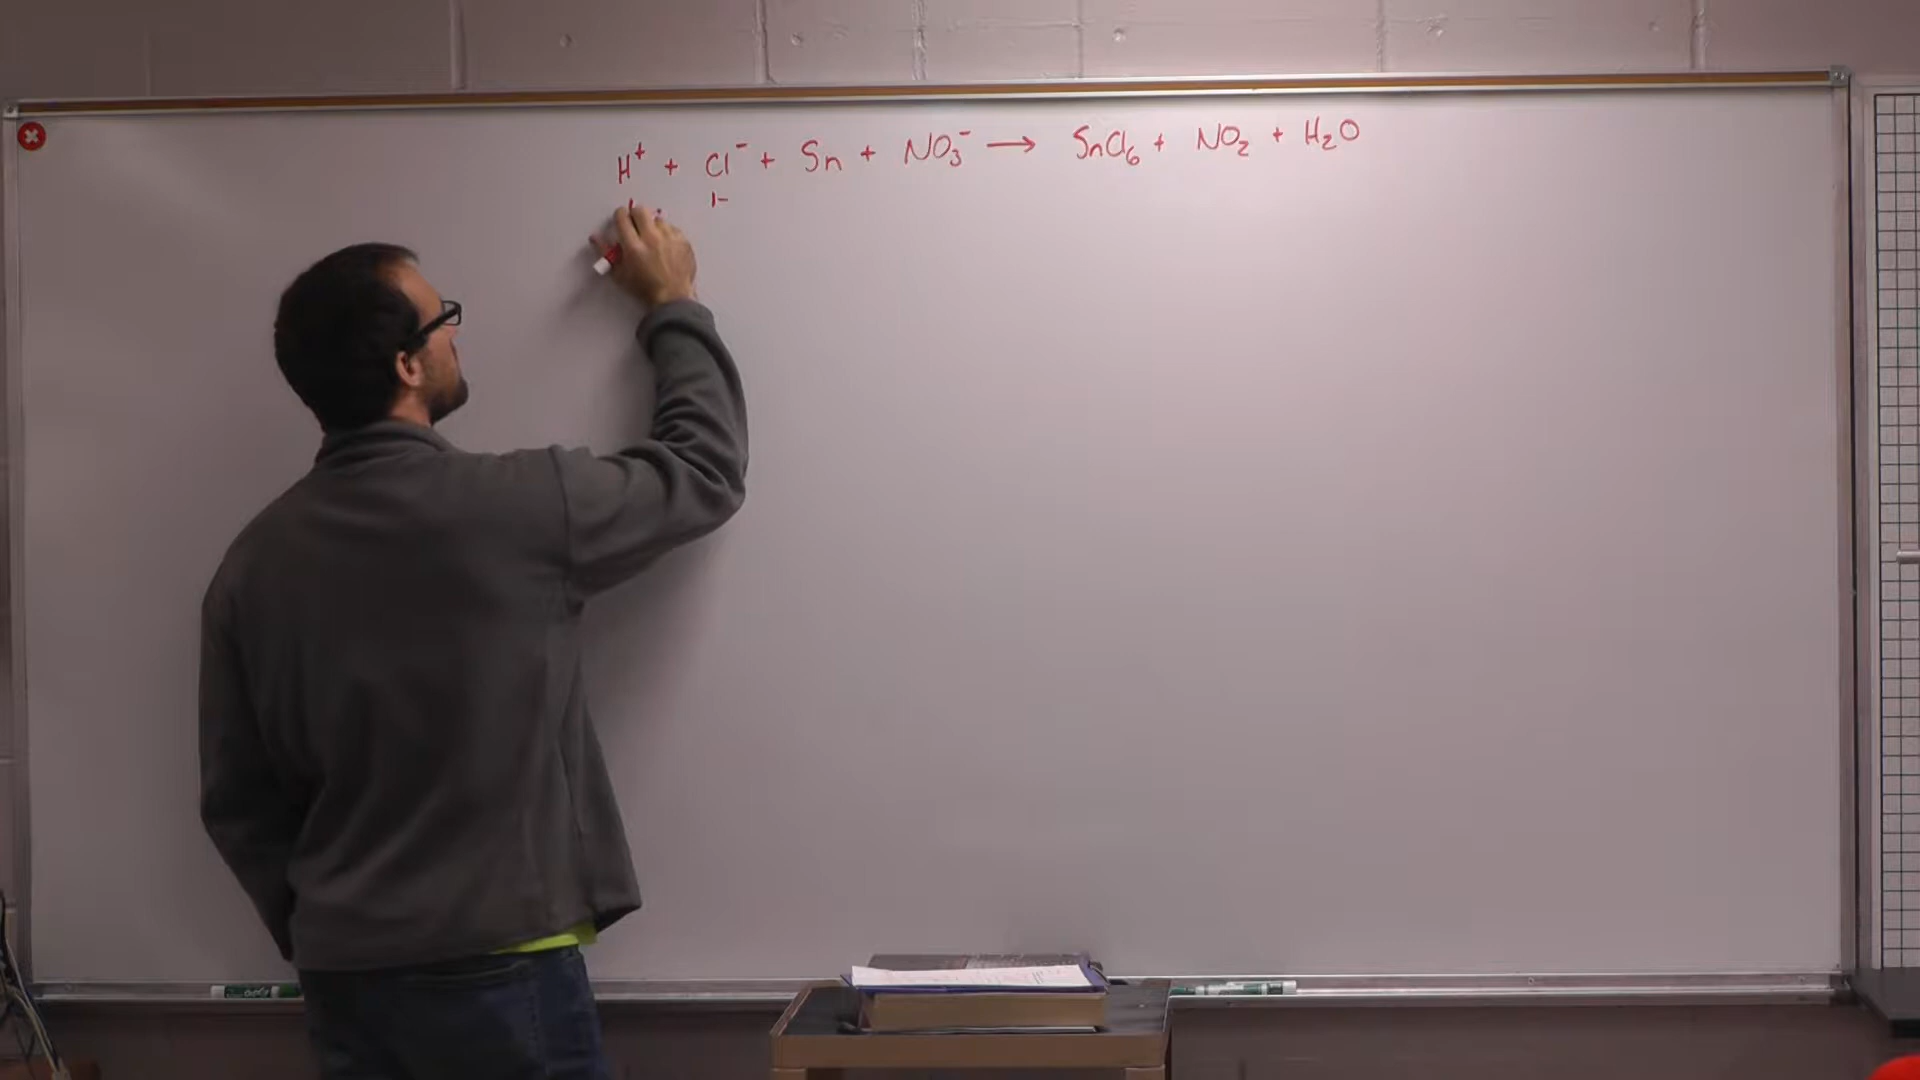 H⁺ + Cl⁻ + Sn + NO₃⁻ → SnCl₆ + NO₂ + H₂O
1-